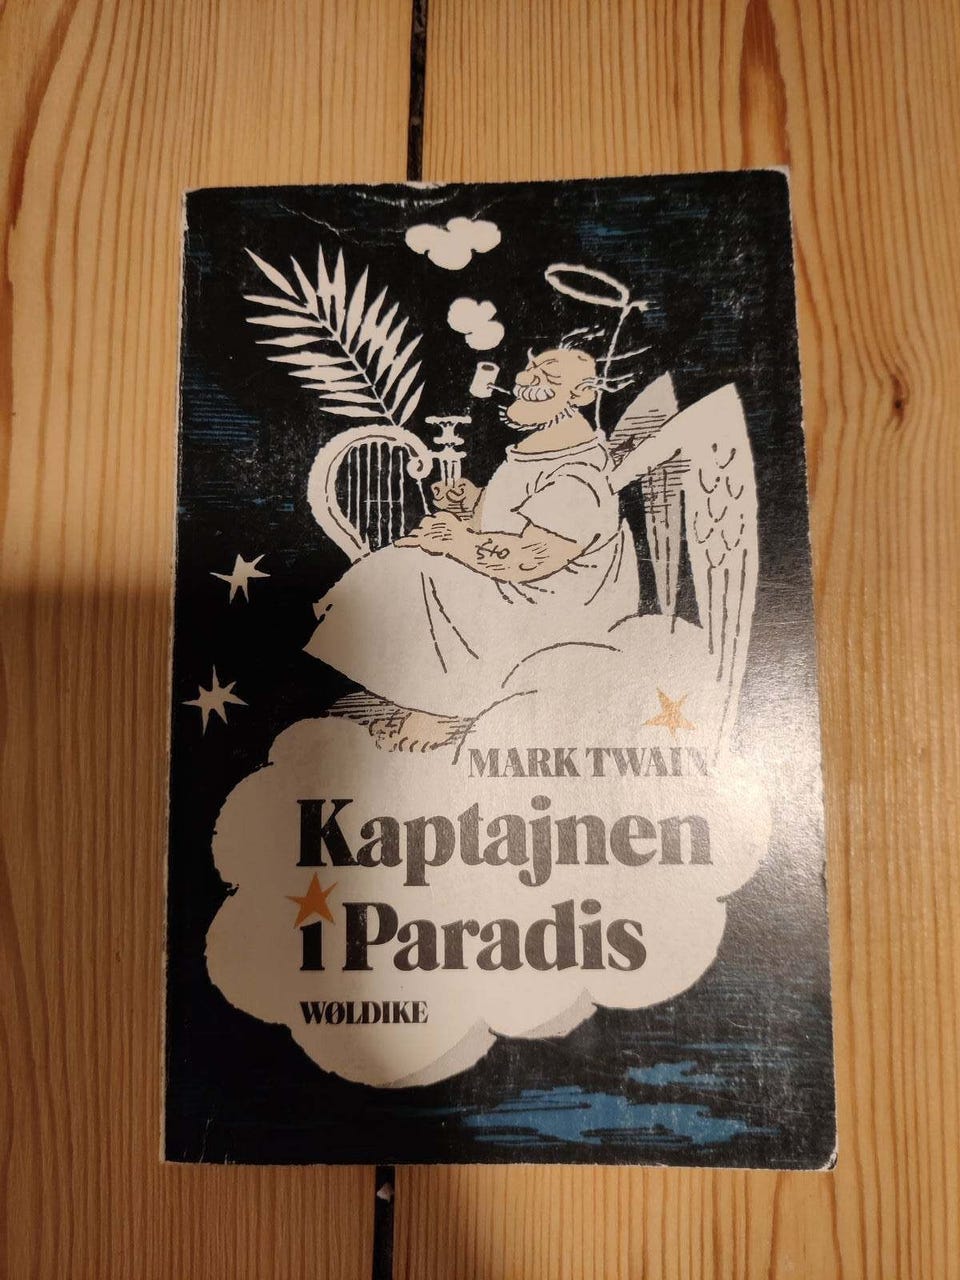 MARK TWAIN
Kaptajnen
i Paradis
WØLDIKE